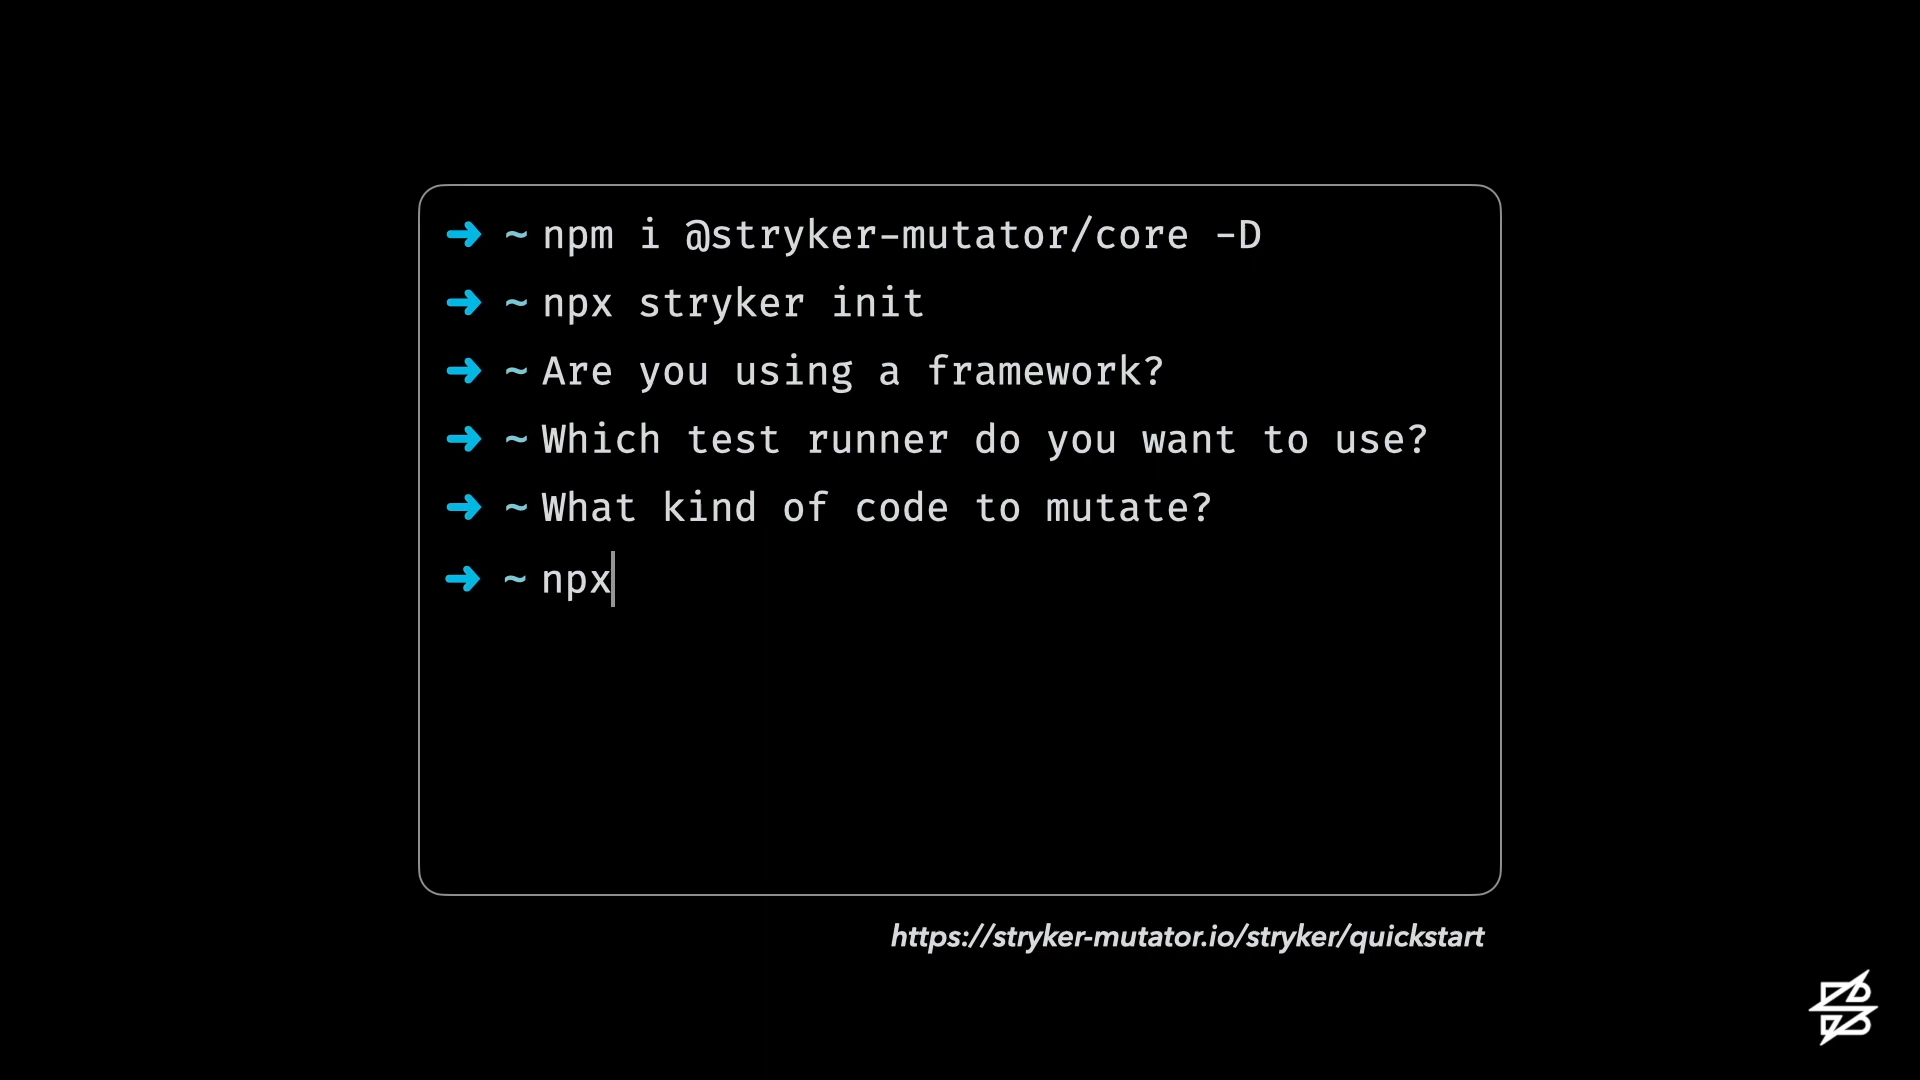 ➜ ~ npm i @stryker-mutator/core -D
➜ ~ npx stryker init
➜ ~ Are you using a framework?
➜ ~ Which test runner do you want to use?
➜ ~ What kind of code to mutate?
➜ ~ npx
https://stryker-mutator.io/stryker/quickstart